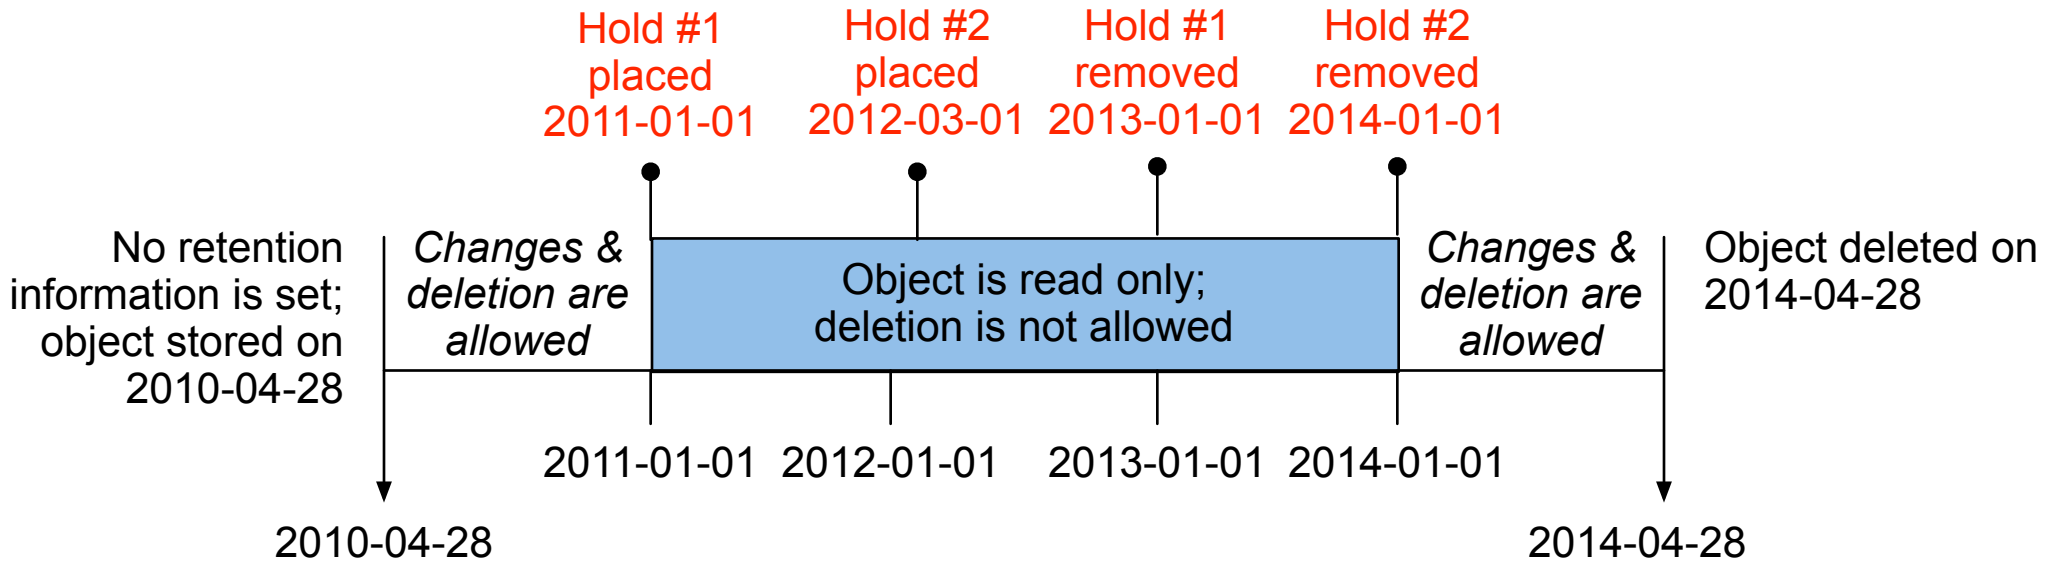 Hold #1
placed
2011-01-01
Hold #2
placed
2012-03-01
Hold #1
removed
2013-01-01
Hold #2
removed
2014-01-01
No retention
information is set;
object stored on
2010-04-28
Changes &
deletion are
allowed
Object is read only;
deletion is not allowed
Changes &
deletion are
allowed
Object deleted on
2014-04-28
2011-01-01
2012-01-01
2013-01-01
2014-01-01
2010-04-28
2014-04-28